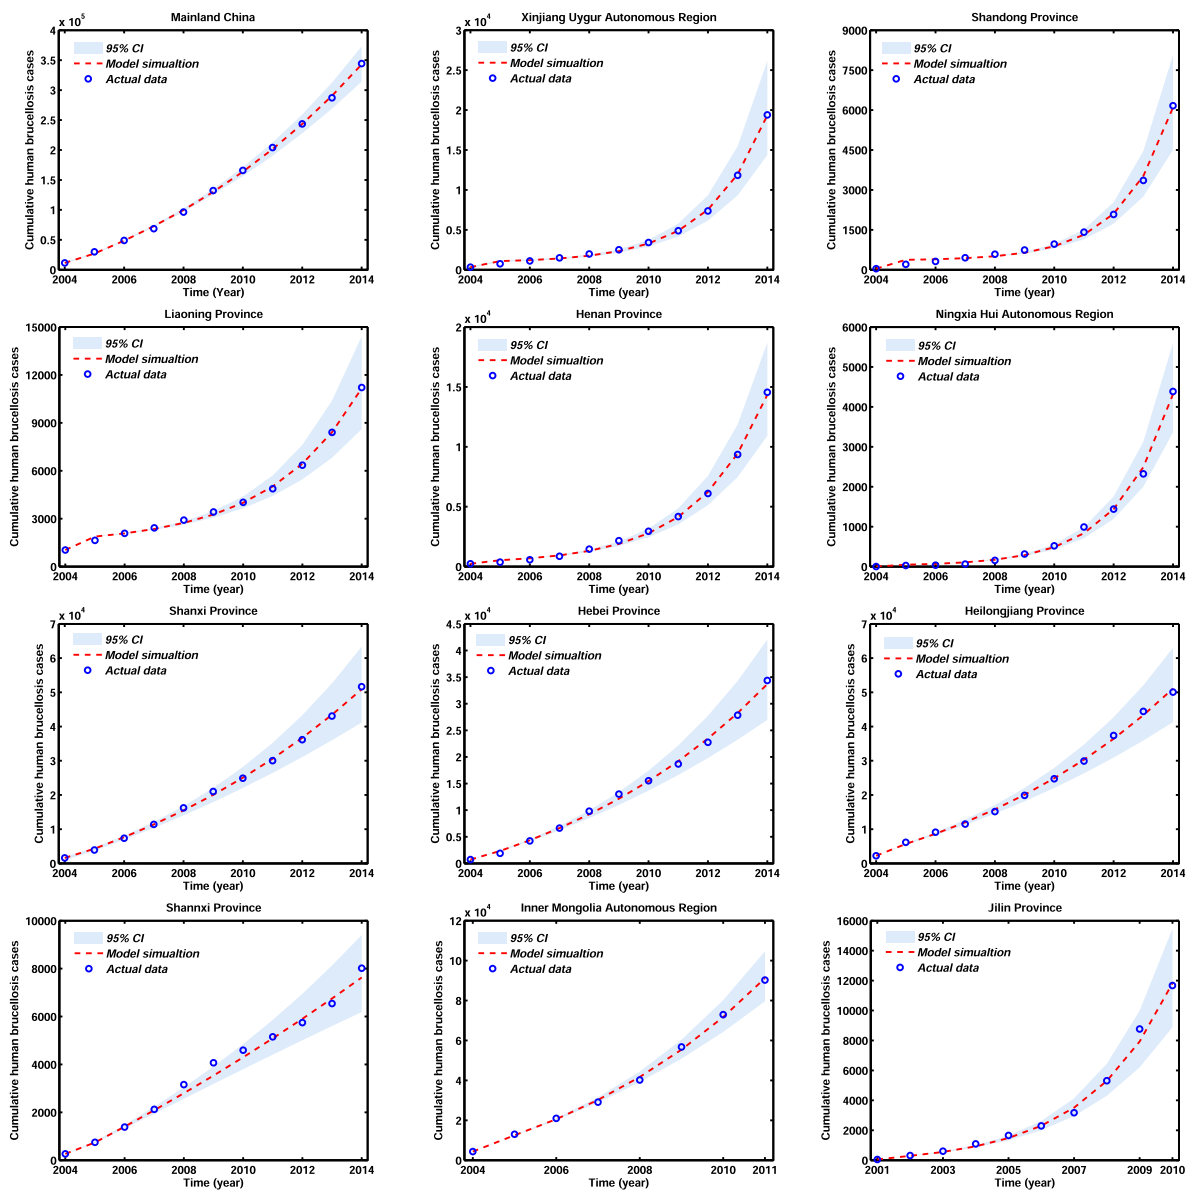 Mainland China
x 10^5
4
3.5
3
2.5
2
1.5
1
0.5
0
Cumulative human brucellosis cases
95% CI
Model simualtion
Actual data
2004 2006 2008 2010 2012 2014
Time (Year)
Xinjiang Uygur Autonomous Region
x 10^4
3
2.5
2
1.5
1
0.5
0
Cumulative human brucellosis cases
95% CI
Model simualtion
Actual data
2004 2006 2008 2010 2012 2014
Time (year)
Shandong Province
9000
7500
6000
4500
3000
1500
0
Cumulative human brucellosis cases
95% CI
Model simualtion
Actual data
2004 2006 2008 2010 2012 2014
Time (year)
Liaoning Province
15000
12000
9000
6000
3000
0
Cumulative human brucellosis cases
95% CI
Model simualtion
Actual data
2004 2006 2008 2010 2012 2014
Time (year)
Henan Province
x 10^4
2
1.5
1
0.5
0
Cumulative human brucellosis cases
95% CI
Model simualtion
Actual data
2004 2006 2008 2010 2012 2014
Time (year)
Ningxia Hui Autonomous Region
6000
5000
4000
3000
2000
1000
0
Cumulative human brucellosis cases
95% CI
Model simualtion
Actual data
2004 2006 2008 2010 2012 2014
Time (year)
Shanxi Province
x 10^4
7
6
5
4
3
2
1
0
Cumulative human brucellosis cases
95% CI
Model simualtion
Actual data
2004 2006 2008 2010 2012 2014
Time (year)
Hebei Province
x 10^4
4.5
4
3.5
3
2.5
2
1.5
1
0.5
0
Cumulative human brucellosis cases
95% CI
Model simualtion
Actual data
2004 2006 2008 2010 2012 2014
Time (year)
Heilongjiang Province
x 10^4
7
6
5
4
3
2
1
0
Cumulative human brucellosis cases
95% CI
Model simualtion
Actual data
2004 2006 2008 2010 2012 2014
Time (year)
Shannxi Province
10000
8000
6000
4000
2000
0
Cumulative human brucellosis cases
95% CI
Model simualtion
Actual data
2004 2006 2008 2010 2012 2014
Time (year)
Inner Mongolia Autonomous Region
x 10^4
12
10
8
6
4
2
0
Cumulative human brucellosis cases
95% CI
Model simualtion
Actual data
2004 2006 2008 2010 2011
Time (year)
Jilin Province
16000
14000
12000
10000
8000
6000
4000
2000
0
Cumulative human brucellosis cases
95% CI
Model simualtion
Actual data
2001 2003 2005 2007 2009 2010
Time (year)